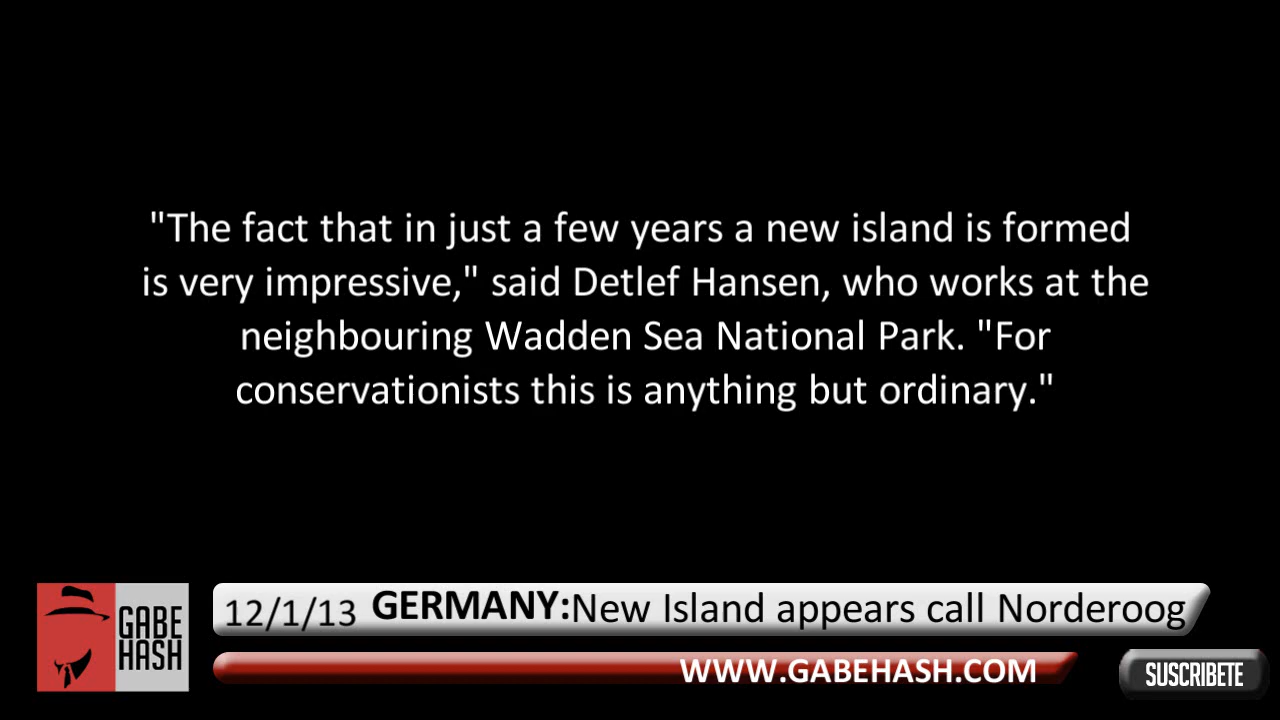 "The fact that in just a few years a new island is formed
is very impressive," said Detlef Hansen, who works at the
neighbouring Wadden Sea National Park. "For
conservationists this is anything but ordinary."
GABE
HASH
12/1/13 GERMANY:New Island appears call Norderoog
WWW.GABEHASH.COM
SUSCRIBETE